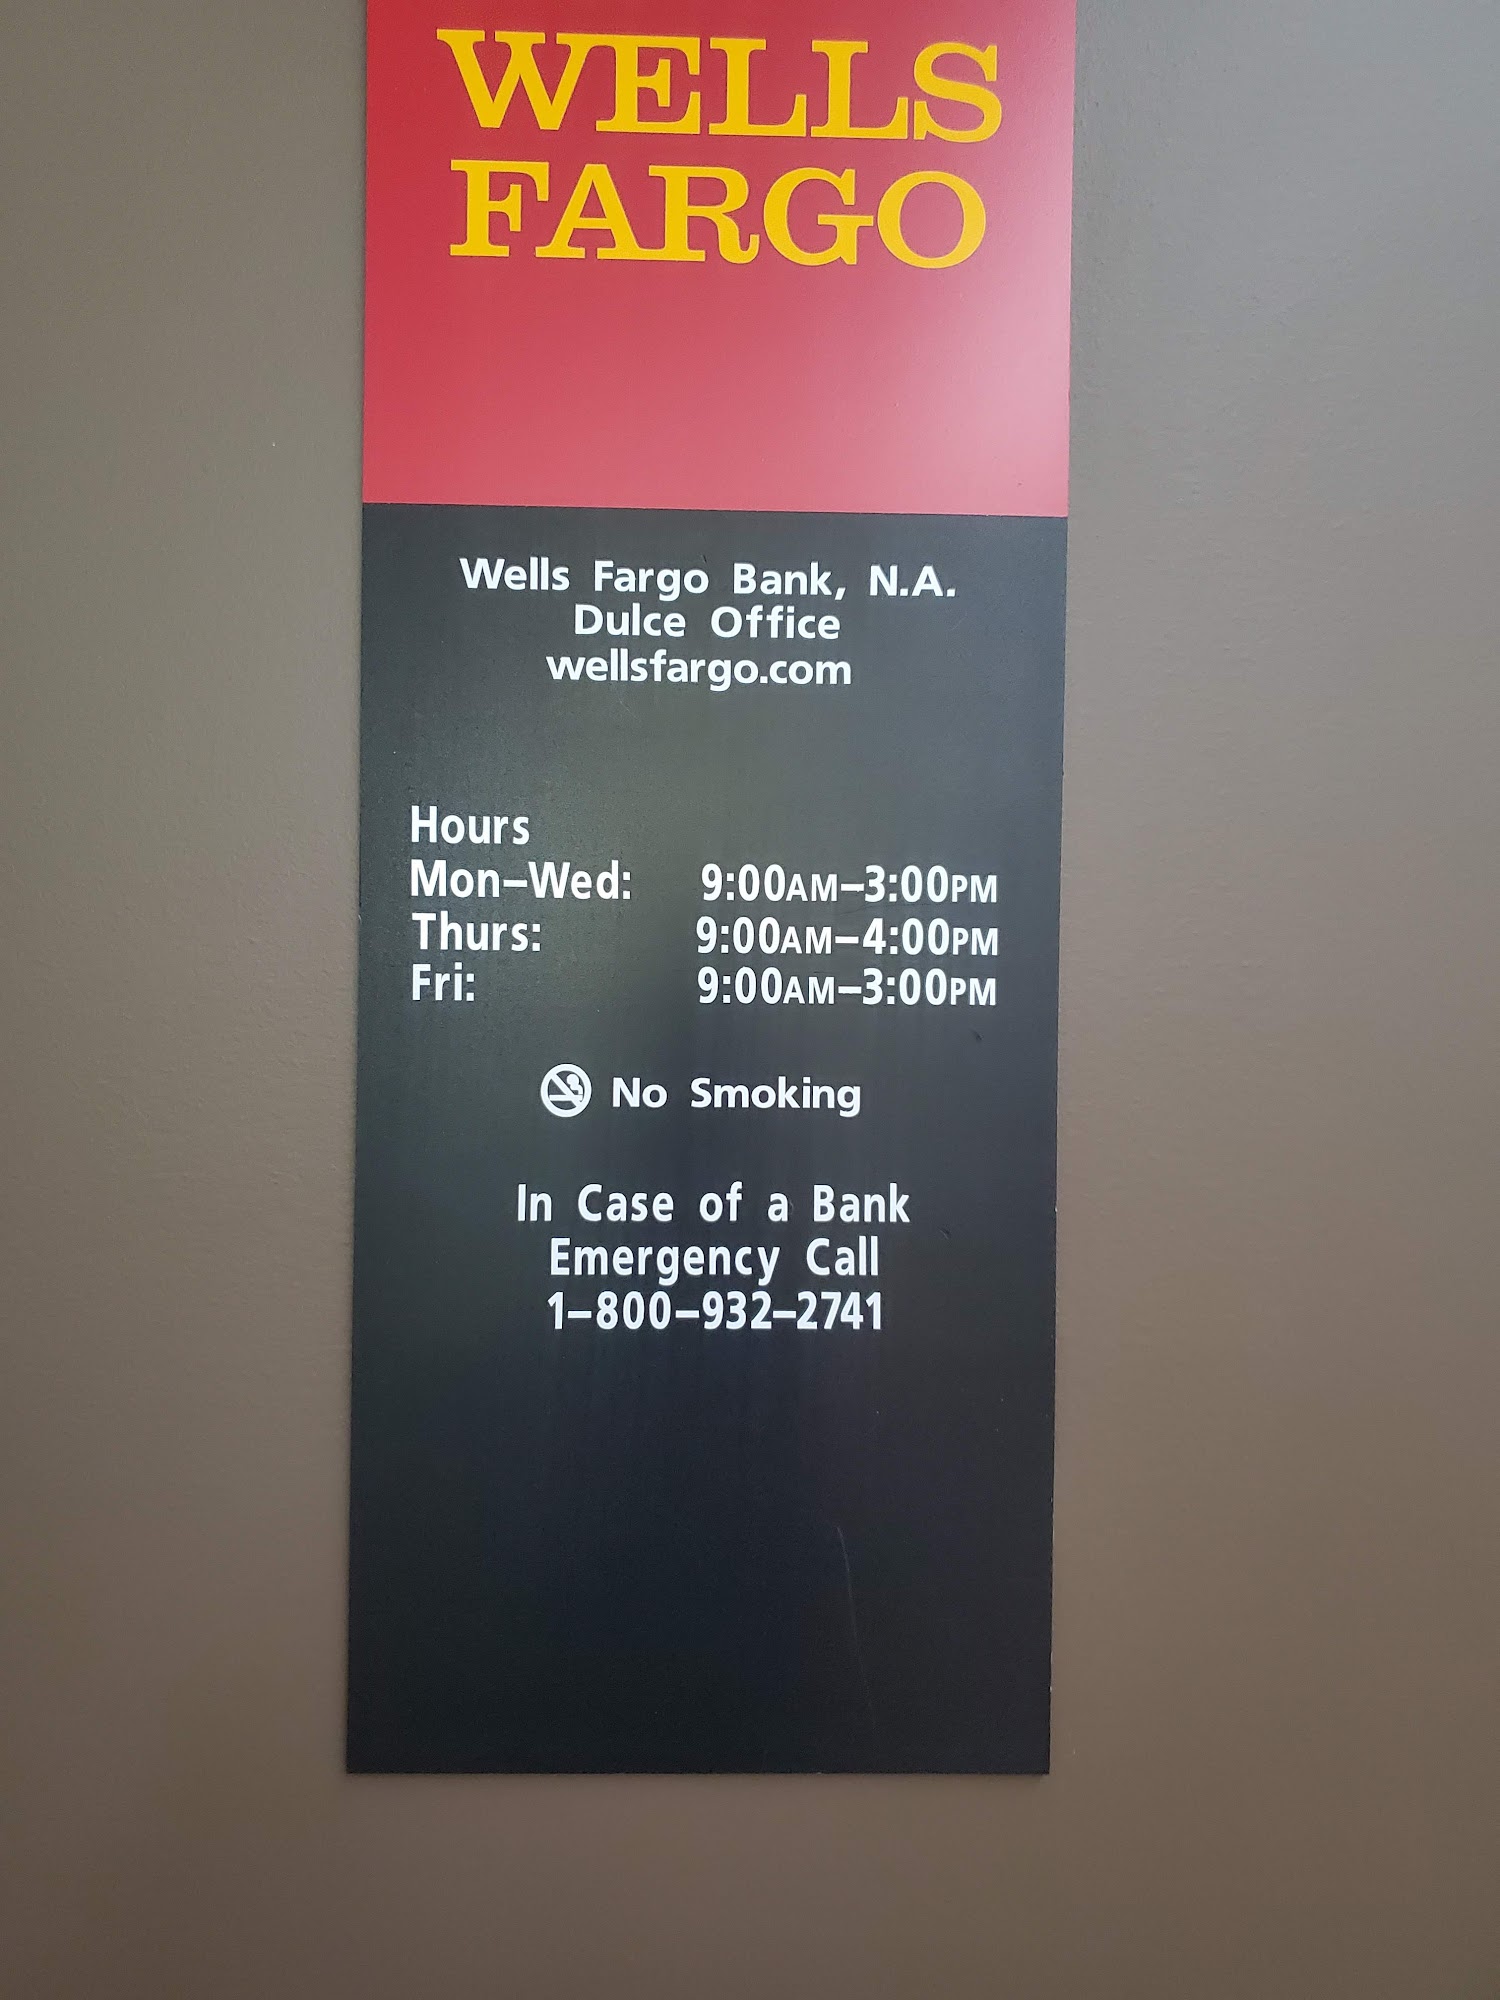 WELLS
FARGO
Wells Fargo Bank, N.A.
Dulce Office
wellsfargo.com
Hours
Mon–Wed: 9:00AM–3:00PM
Thurs: 9:00AM–4:00PM
Fri: 9:00AM–3:00PM
No Smoking
In Case of a Bank
Emergency Call
1–800–932–2741